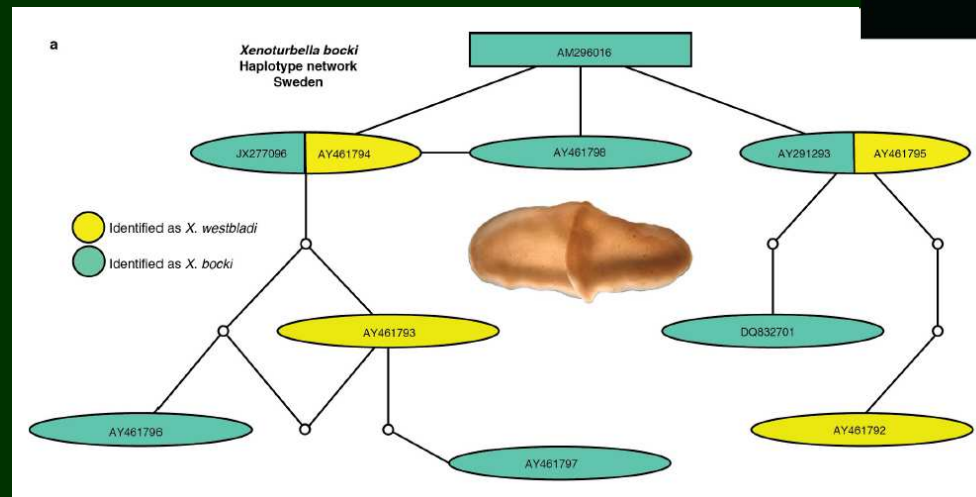 a
Xenoturbella bocki
Haplotype network
Sweden
AM296016
JX277096
AY461794
AY461798
AY291293
AY461795
Identified as X. westbladi
Identified as X. bocki
AY461793
DQ832701
AY461796
AY461792
AY461797